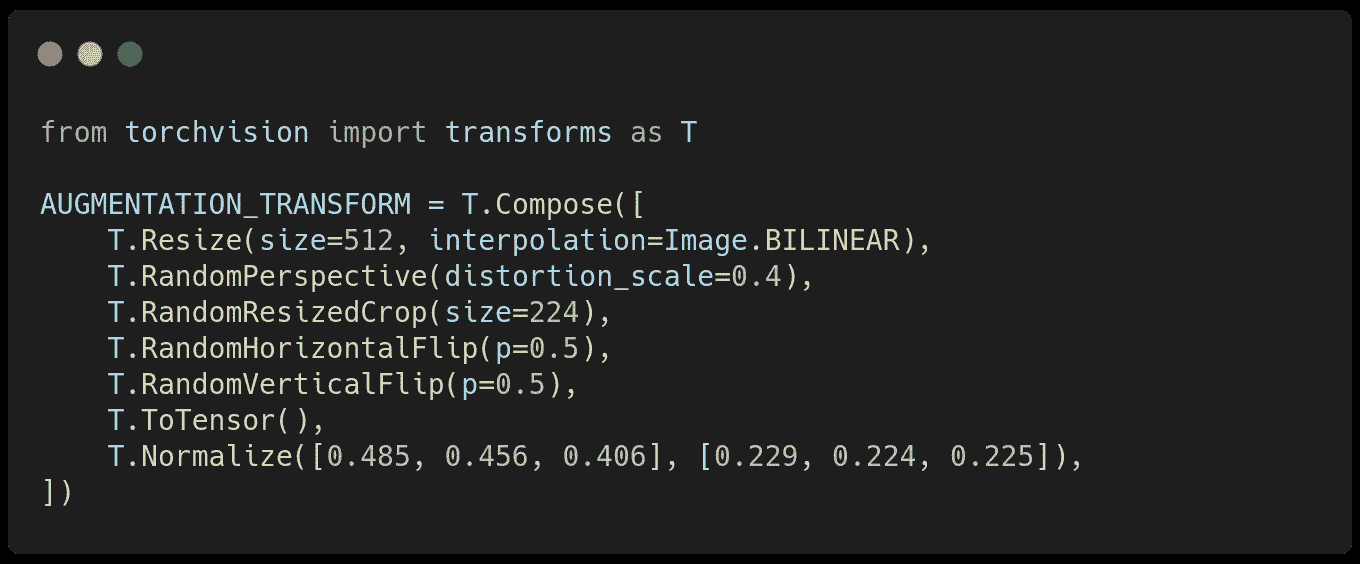 from torchvision import transforms as T
AUGMENTATION_TRANSFORM = T.Compose([
    T.Resize(size=512, interpolation=Image.BILINEAR),
    T.RandomPerspective(distortion_scale=0.4),
    T.RandomResizedCrop(size=224),
    T.RandomHorizontalFlip(p=0.5),
    T.RandomVerticalFlip(p=0.5),
    T.ToTensor(),
    T.Normalize([0.485, 0.456, 0.406], [0.229, 0.224, 0.225]),
])